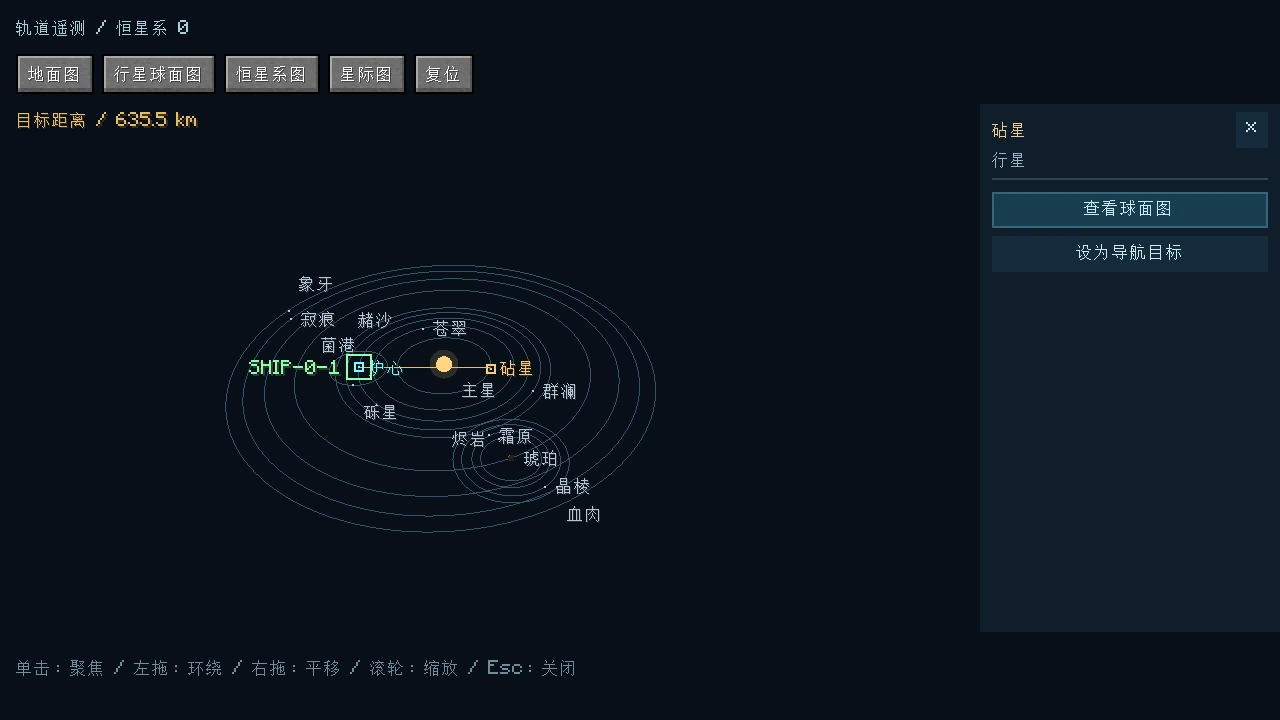 轨道遥测 / 恒星系 0
地面图 行星球面图 恒星系图 星际图 复位
目标距离 / 635.5 km
砧星
×
行星
查看球面图
设为导航目标
象牙
寂痕
赭沙
苍翠
菌港
SHIP-0-1
炉心
砧星
主星
群澜
砾星
烬岩
霜原
琥珀
晶棱
血肉
单击：聚焦 / 左拖：环绕 / 右拖：平移 / 滚轮：缩放 / Esc：关闭